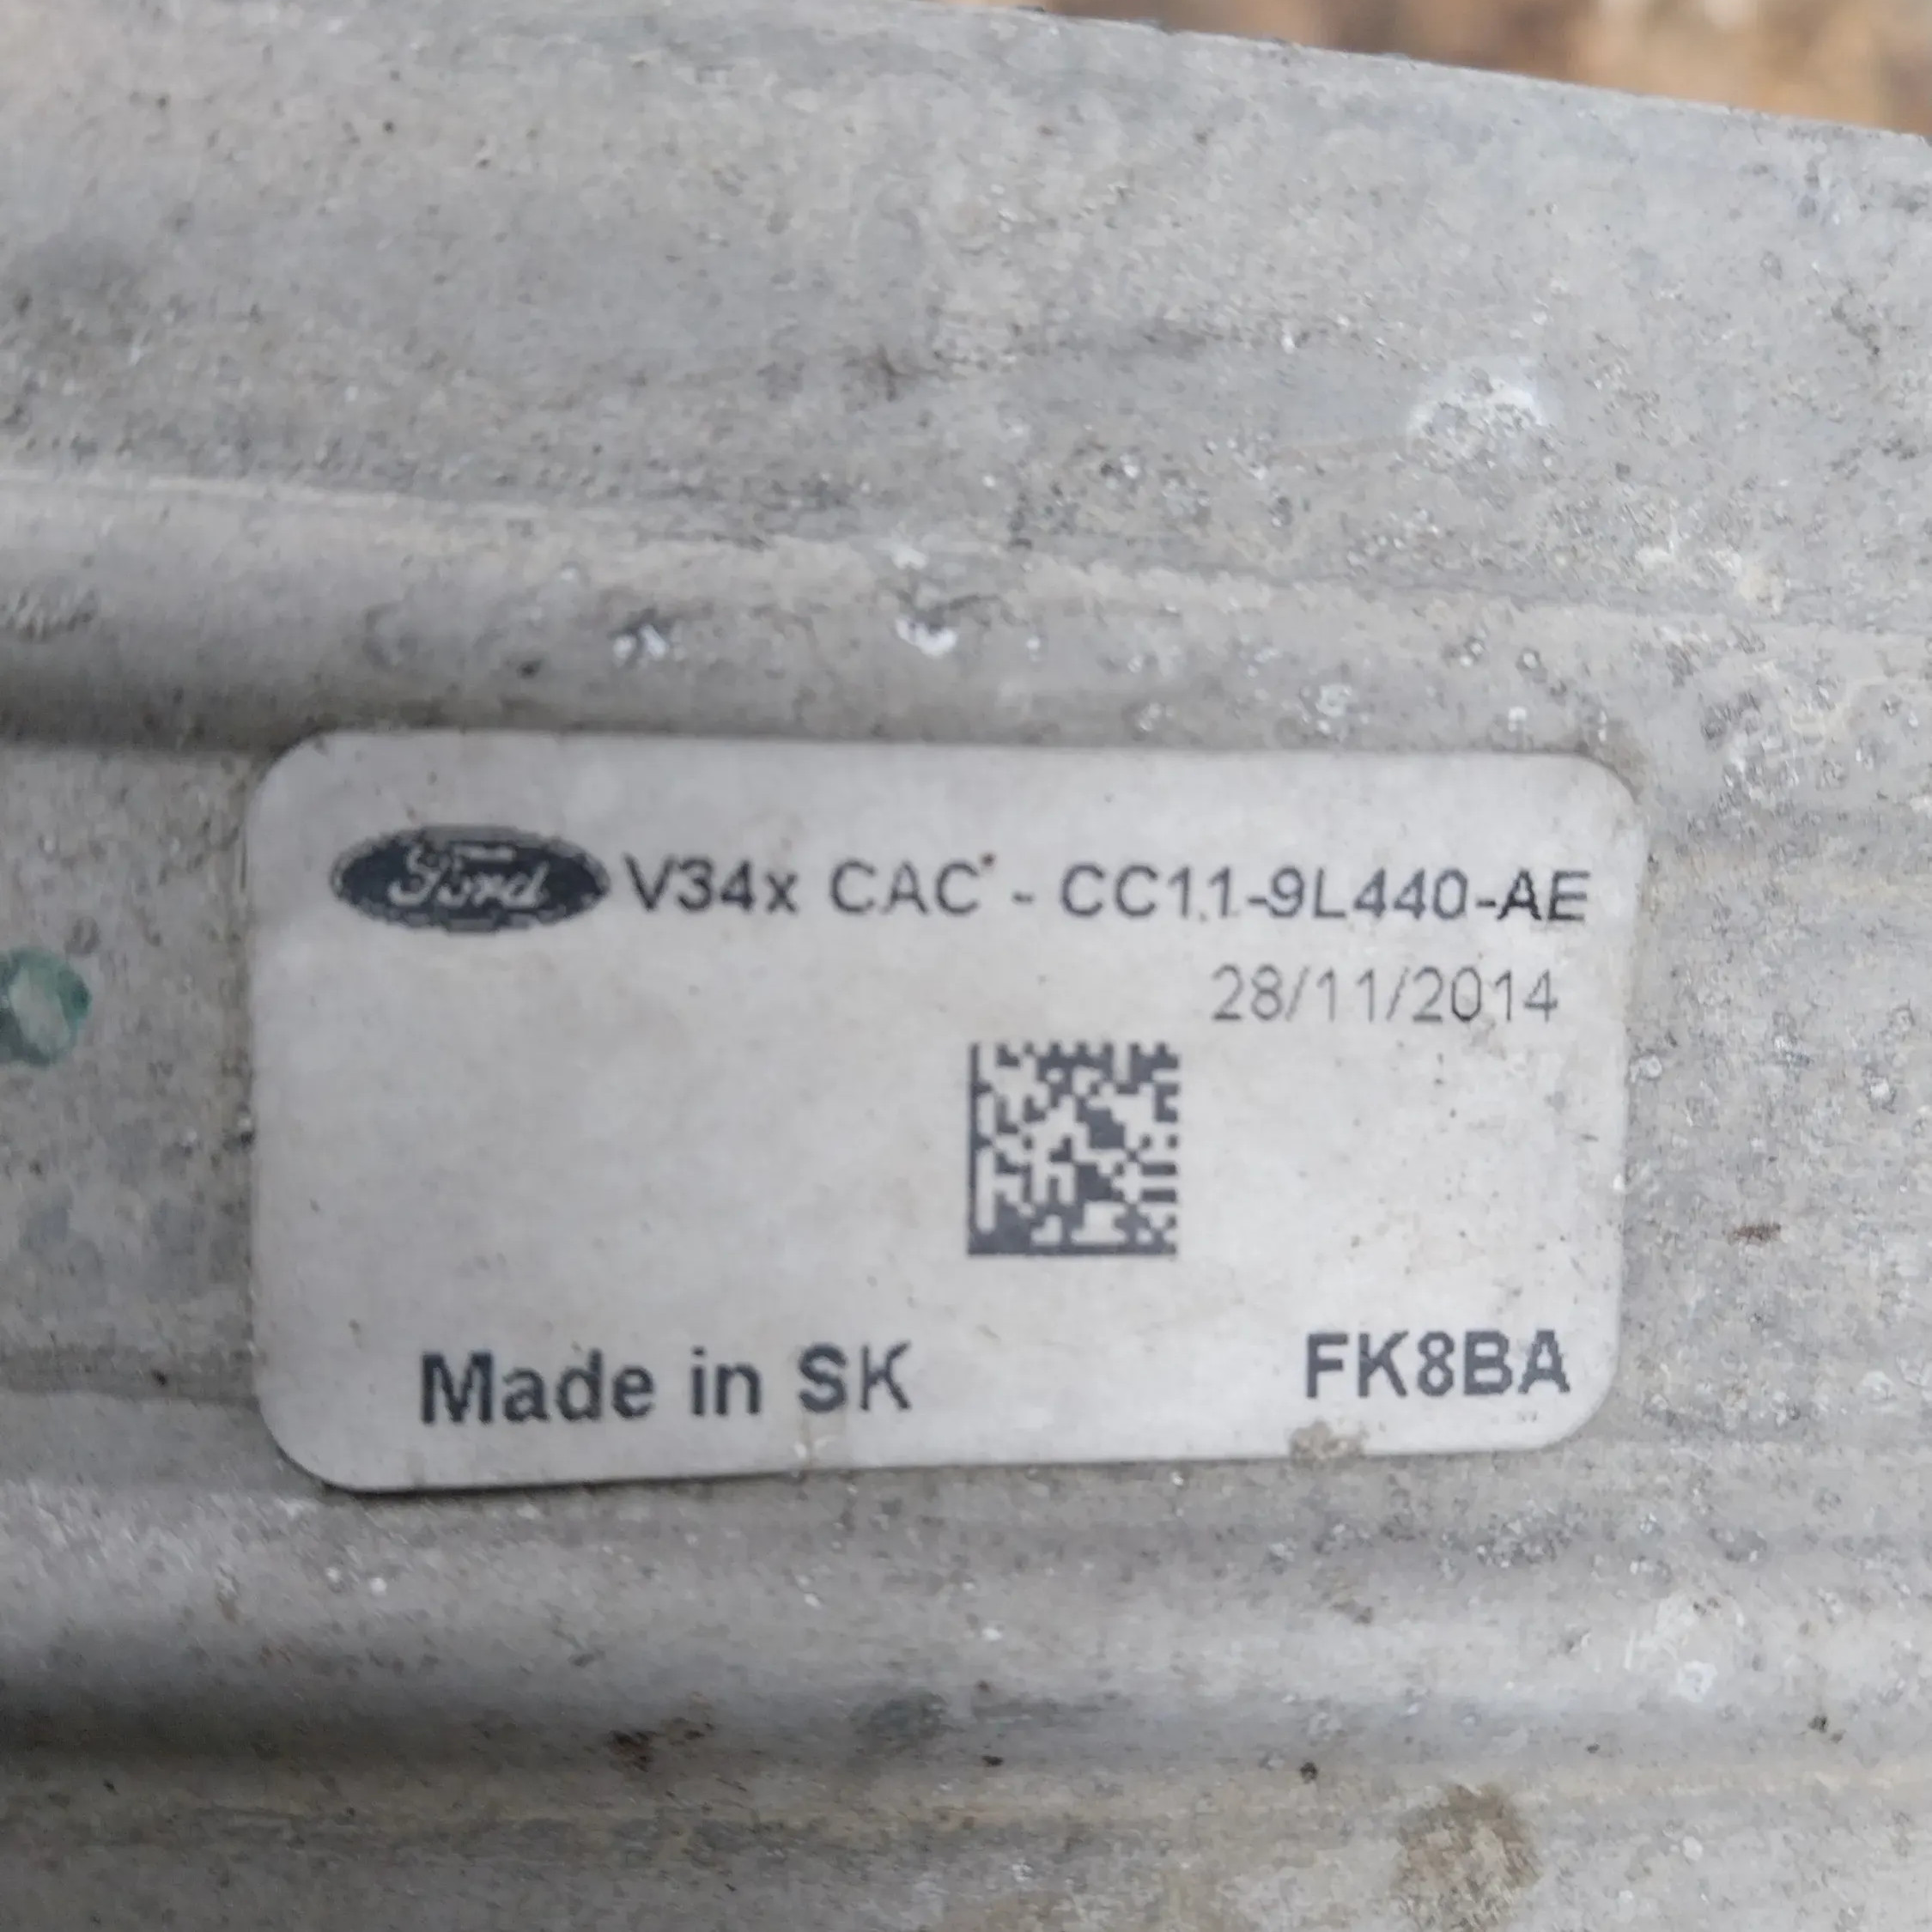 Ford V34x CAC - CC11-9L440-AE
28/11/2014
Made in SK FK8BA